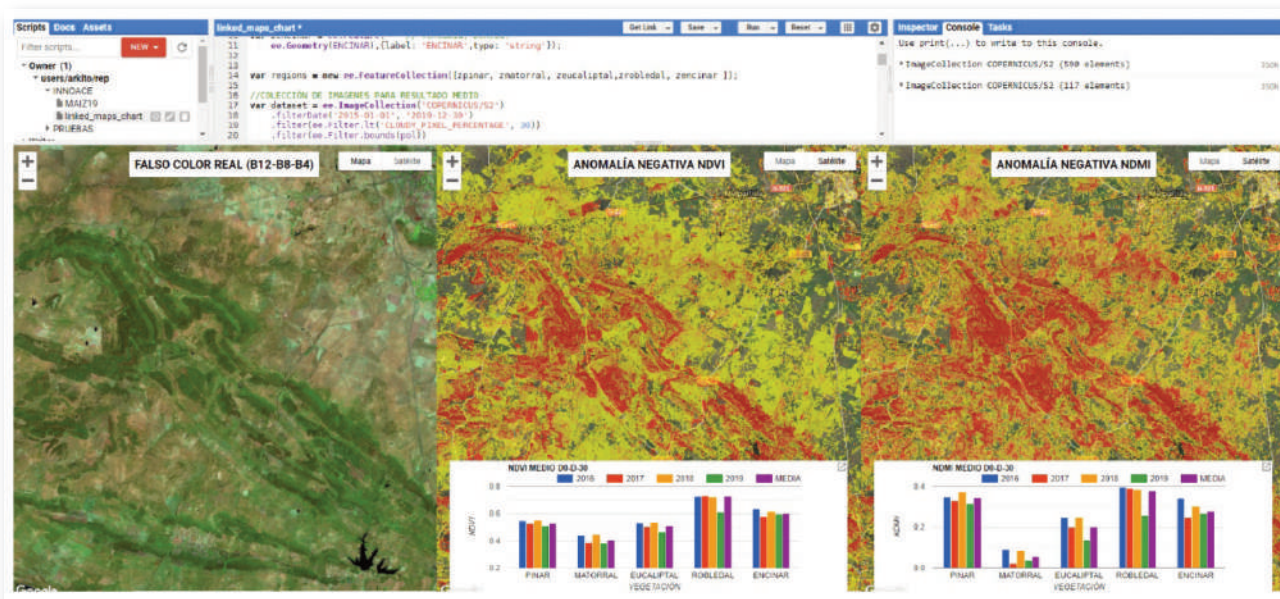 Scripts Docs Assets
Filter scripts...
NEW
Owner (1)
users/arkito/rep
INNOACE
MAIZ19
linked_maps_chart
PRUEBAS
linked_maps_chart *
Get Link
Save
Run
Reset
11 ee.Geometry(ENCINAR),{label: 'ENCINAR',type: 'string'});
12
13
14 var regions = new ee.FeatureCollection([zpinar, zmatorral, zeucaliptal,zrobledal, zencinar ]);
15
16 //COLECCIÓN DE IMAGENES PARA RESULTADO MEDIO
17 var dataset = ee.ImageCollection('COPERNICUS/S2')
18 .filterDate('2015-01-01', '2019-12-30')
19 .filter(ee.Filter.lt('CLOUDY_PIXEL_PERCENTAGE', 30))
20 .filter(ee.Filter.bounds(pol))
Inspector Console Tasks
Use print(...) to write to this console.
*ImageCollection COPERNICUS/S2 (500 elements) JSON
*ImageCollection COPERNICUS/S2 (117 elements) JSON
FALSO COLOR REAL (B12-B8-B4)
Mapa Satélite
ANOMALÍA NEGATIVA NDVI
Mapa Satélite
ANOMALÍA NEGATIVA NDMI
Mapa Satélite
NDVI MEDIO D0-D-30
2016 2017 2018 2019 MEDIA
0.8
0.6
0.4
0.2
NDVI
PINAR MATORRAL EUCALIPTAL ROBLEDAL ENCINAR
VEGETACIÓN
NDMI MEDIO D0-D-30
2016 2017 2018 2019 MEDIA
0.4
0.2
0.0
NDMI
PINAR MATORRAL EUCALIPTAL ROBLEDAL ENCINAR
VEGETACIÓN
Google